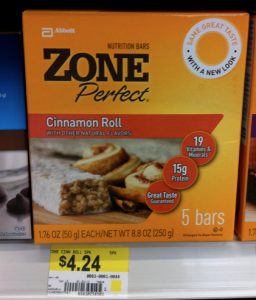 Abbott
NUTRITION BARS
ZONE
Perfect®
SAME GREAT TASTE
WITH A NEW LOOK
Cinnamon Roll
WITH OTHER NATURAL FLAVORS
19
Vitamins &
Minerals
15g
Protein
Great Taste
Guaranteed
5 bars
1.76 OZ (50 g) EACH/NET WT 8.8 OZ (250 g)
$4.24